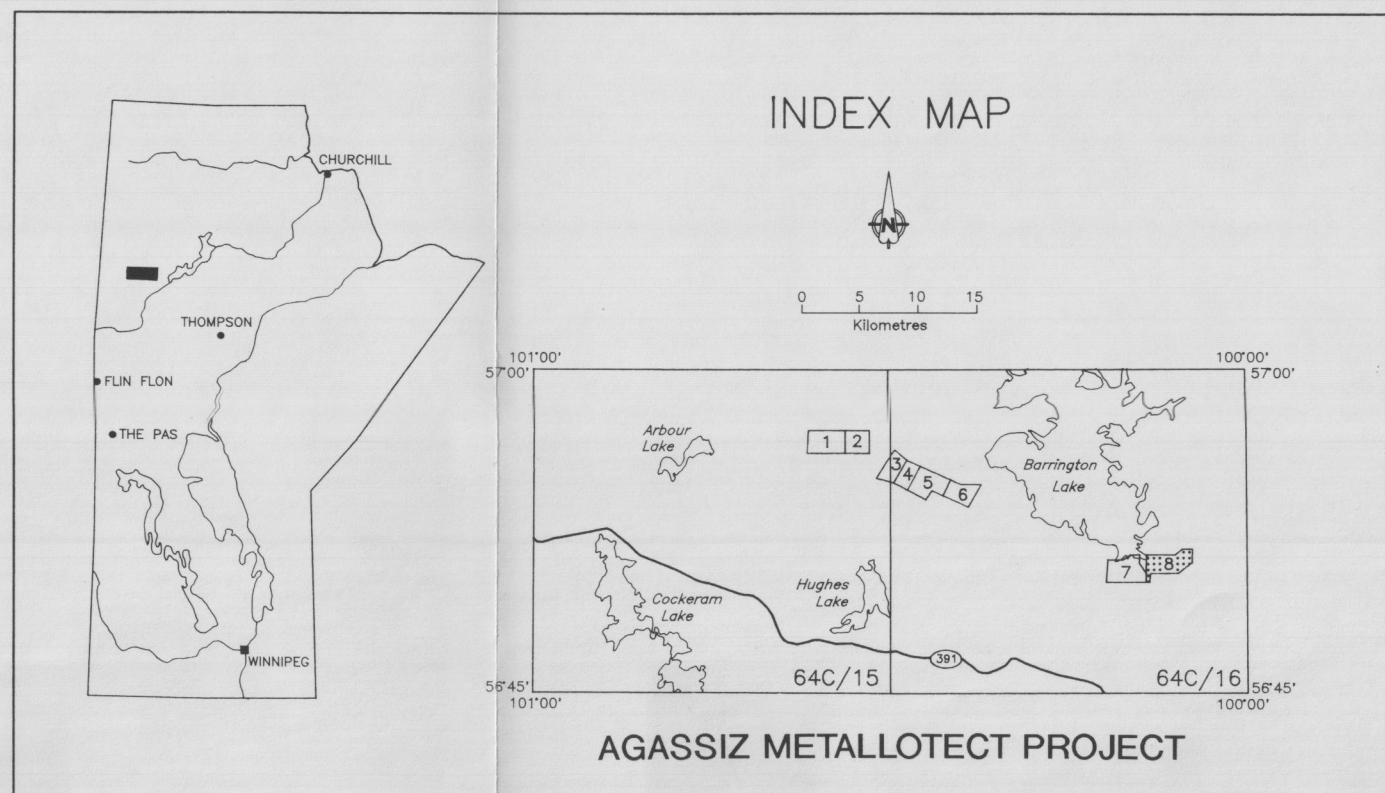 INDEX MAP
N
0 5 10 15
Kilometres
CHURCHILL
THOMPSON
FLIN FLON
THE PAS
WINNIPEG
101°00'
100°00'
57°00'
57°00'
Arbour
Lake
1 2
3 4 5 6
Barrington
Lake
7 8
Hughes
Lake
Cockeram
Lake
391
64C/15
64C/16
56°45'
56°45'
101°00'
100°00'
AGASSIZ METALLOTECT PROJECT